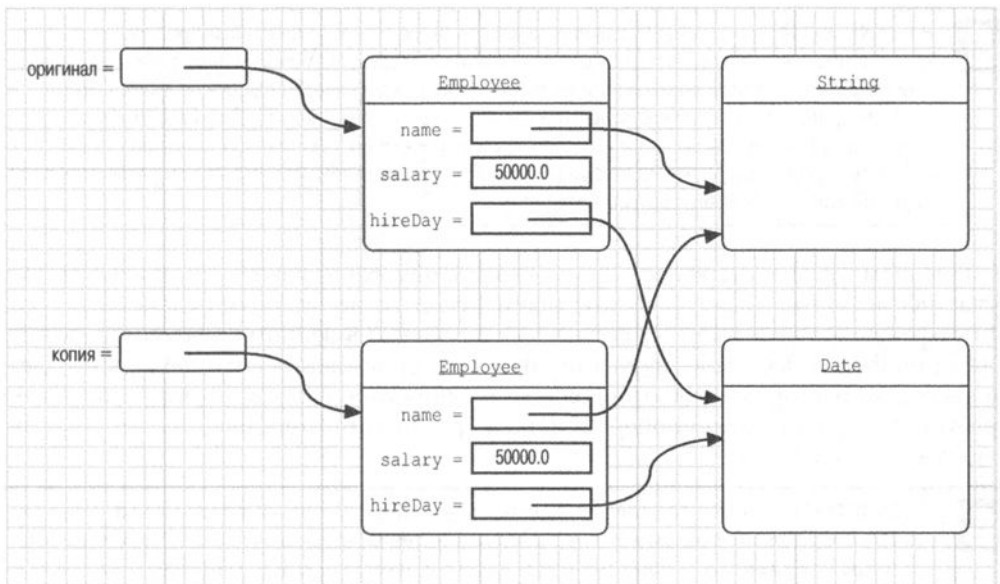 оригинал =
Employee
name =
salary = 50000.0
hireDay =
String
копия =
Employee
name =
salary = 50000.0
hireDay =
Date